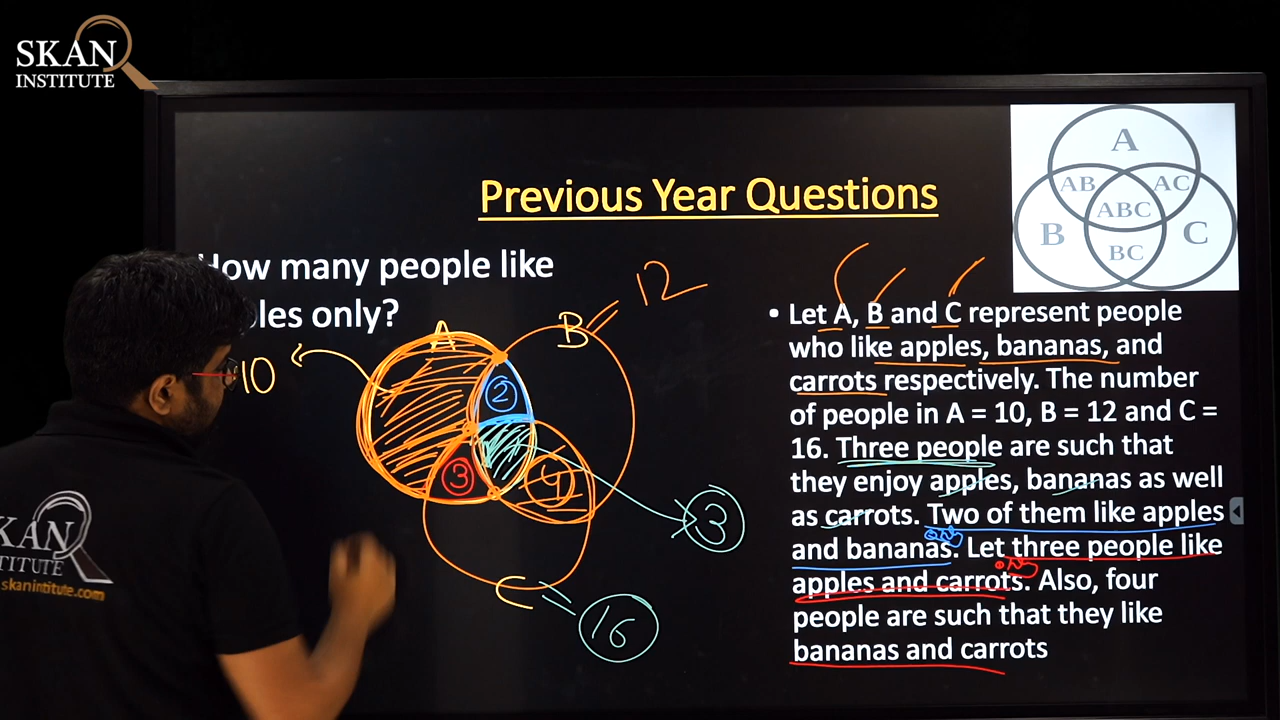 SKAN
INSTITUTE
Previous Year Questions
How many people like
les only?
A
B
12
10
2
3
4
3
C
16
A
AB
AC
ABC
B
C
BC
• Let A, B and C represent people
who like apples, bananas, and
carrots respectively. The number
of people in A = 10, B = 12 and C =
16. Three people are such that
they enjoy apples, bananas as well
as carrots. Two of them like apples
only
and bananas. Let three people like
only
apples and carrots. Also, four
people are such that they like
bananas and carrots
KAN
TITUTE
skanintitute.com